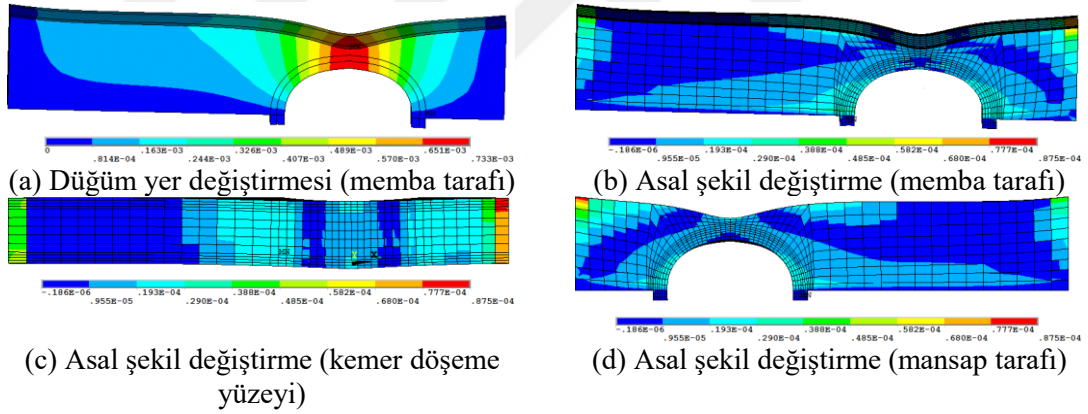 0 .163E-03 .326E-03 .489E-03 .651E-03
.814E-04 .244E-03 .407E-03 .570E-03 .733E-03
(a) Düğüm yer değiştirmesi (memba tarafı)
-.186E-06 .193E-04 .388E-04 .582E-04 .777E-04
.955E-05 .290E-04 .485E-04 .680E-04 .875E-04
(b) Asal şekil değiştirme (memba tarafı)
-.186E-06 .193E-04 .388E-04 .582E-04 .777E-04
.955E-05 .290E-04 .485E-04 .680E-04 .875E-04
(c) Asal şekil değiştirme (kemer döşeme
yüzeyi)
-.186E-06 .193E-04 .388E-04 .582E-04 .777E-04
.955E-05 .290E-04 .485E-04 .680E-04 .875E-04
(d) Asal şekil değiştirme (mansap tarafı)